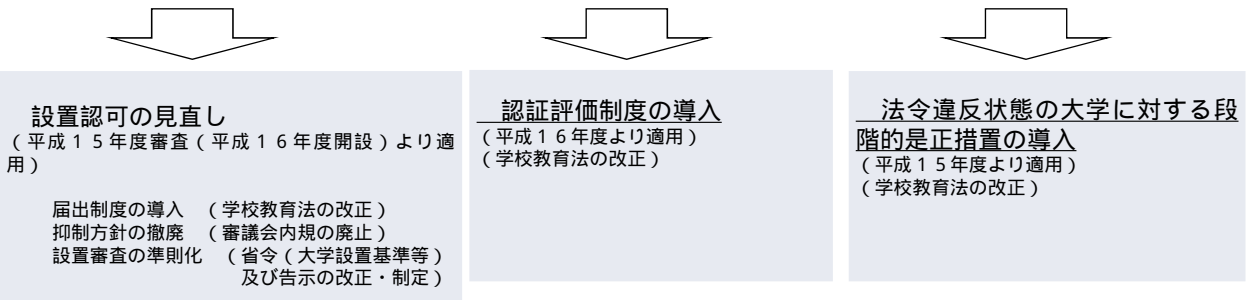 設置認可の見直し
(平成15年度審査(平成16年度開設)より適
用)
届出制度の導入 (学校教育法の改正)
抑制方針の撤廃 (審議会内規の廃止)
設置審査の準則化 (省令(大学設置基準等)
及び告示の改正・制定)
認証評価制度の導入
(平成16年度より適用)
(学校教育法の改正)
法令違反状態の大学に対する段
階的是正措置の導入
(平成15年度より適用)
(学校教育法の改正)